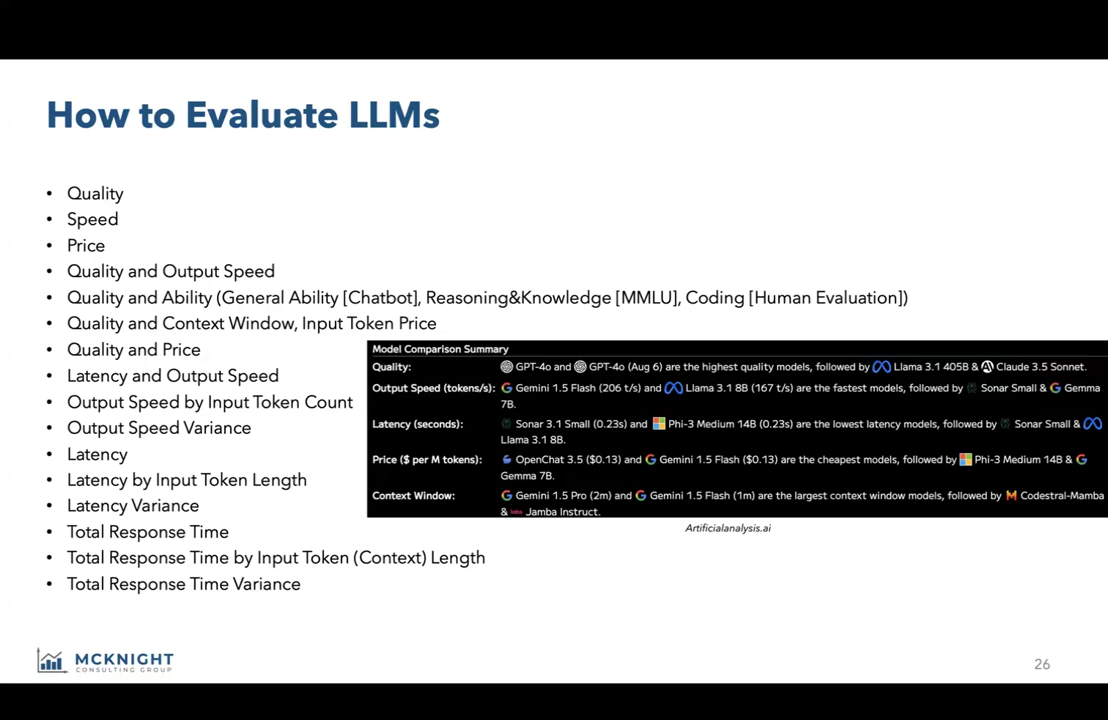 How to Evaluate LLMs
• Quality
• Speed
• Price
• Quality and Output Speed
• Quality and Ability (General Ability [Chatbot], Reasoning&Knowledge [MMLU], Coding [Human Evaluation])
• Quality and Context Window, Input Token Price
• Quality and Price
• Latency and Output Speed
• Output Speed by Input Token Count
• Output Speed Variance
• Latency
• Latency by Input Token Length
• Latency Variance
• Total Response Time
• Total Response Time by Input Token (Context) Length
• Total Response Time Variance
Model Comparison Summary
Quality: GPT-4o and GPT-4o (Aug 6) are the highest quality models, followed by Llama 3.1 405B & Claude 3.5 Sonnet.
Output Speed (tokens/s): Gemini 1.5 Flash (206 t/s) and Llama 3.1 8B (167 t/s) are the fastest models, followed by Sonar Small & Gemma
7B.
Latency (seconds): Sonar 3.1 Small (0.23s) and Phi-3 Medium 14B (0.23s) are the lowest latency models, followed by Sonar Small &
Llama 3.1 8B.
Price ($ per M tokens): OpenChat 3.5 ($0.13) and Gemini 1.5 Flash ($0.13) are the cheapest models, followed by Phi-3 Medium 14B &
Gemma 7B.
Context Window: Gemini 1.5 Pro (2m) and Gemini 1.5 Flash (1m) are the largest context window models, followed by Codestral-Mamba
& Jamba Instruct.
Artificialanalysis.ai
MCKNIGHT
CONSULTING GROUP
26